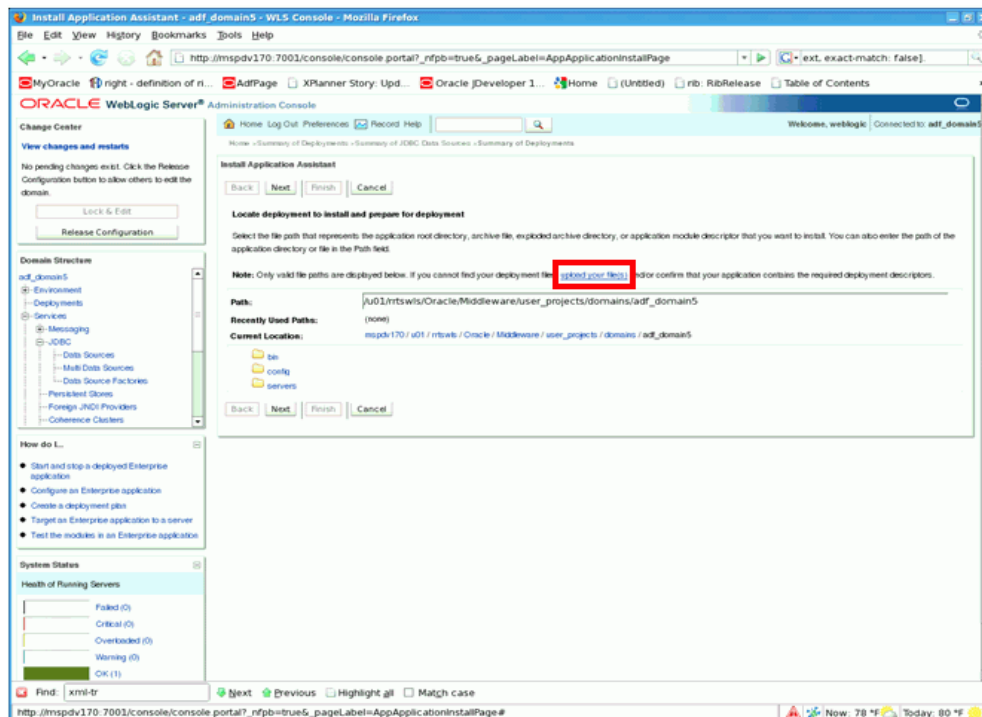 Install Application Assistant - adf_domain5 - WLS Console - Mozilla Firefox
File Edit View History Bookmarks Tools Help
http://mspdv170:7001/console/console.portal?_nfpb=true&_pageLabel=AppApplicationInstallPage
ext, exact-match: false].
MyOracle right - definition of ri... AdfPage XPlanner Story: Upd... Oracle JDeveloper 1... Home (Untitled) rib: RibRelease Table of Contents
ORACLE WebLogic Server® Administration Console
Change Center
View changes and restarts
No pending changes exist. Click the Release
Configuration button to allow others to edit the
domain.
Lock & Edit
Release Configuration
Domain Structure
adf_domain5
Environment
Deployments
Services
Messaging
JDBC
Data Sources
Multi Data Sources
Data Source Factories
Persistent Stores
Foreign JNDI Providers
Coherence Clusters
How do I...
Start and stop a deployed Enterprise
application
Configure an Enterprise application
Create a deployment plan
Target an Enterprise application to a server
Test the modules in an Enterprise application
System Status
Health of Running Servers
Failed (0)
Critical (0)
Overloaded (0)
Warning (0)
OK (1)
Home Log Out Preferences Record Help
Welcome, weblogic Connected to: adf_domain5
Home >Summary of Deployments >Summary of JDBC Data Sources >Summary of Deployments
Install Application Assistant
Back Next Finish Cancel
Locate deployment to install and prepare for deployment
Select the file path that represents the application root directory, archive file, exploded archive directory, or application module descriptor that you want to install. You can also enter the path of the
application directory or file in the Path field.
Note: Only valid file paths are displayed below. If you cannot find your deployment file upload your file(s) nd/or confirm that your application contains the required deployment descriptors.
Path: /u01/rrtswls/Oracle/Middleware/user_projects/domains/adf_domain5
Recently Used Paths: (none)
Current Location: mspdv170 / u01 / rrtswls / Oracle / Middleware / user_projects / domains / adf_domain5
bin
config
servers
Back Next Finish Cancel
Find: xml-tr Next Previous Highlight all Match case
http://mspdv170:7001/console/console.portal?_nfpb=true&_pageLabel=AppApplicationInstallPage# Now: 78 °F Today: 80 °F